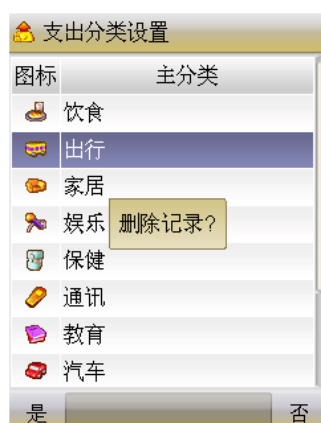 支出分类设置
图标 主分类
饮食
出行
家居
娱乐
删除记录?
保健
通讯
教育
汽车
是 否